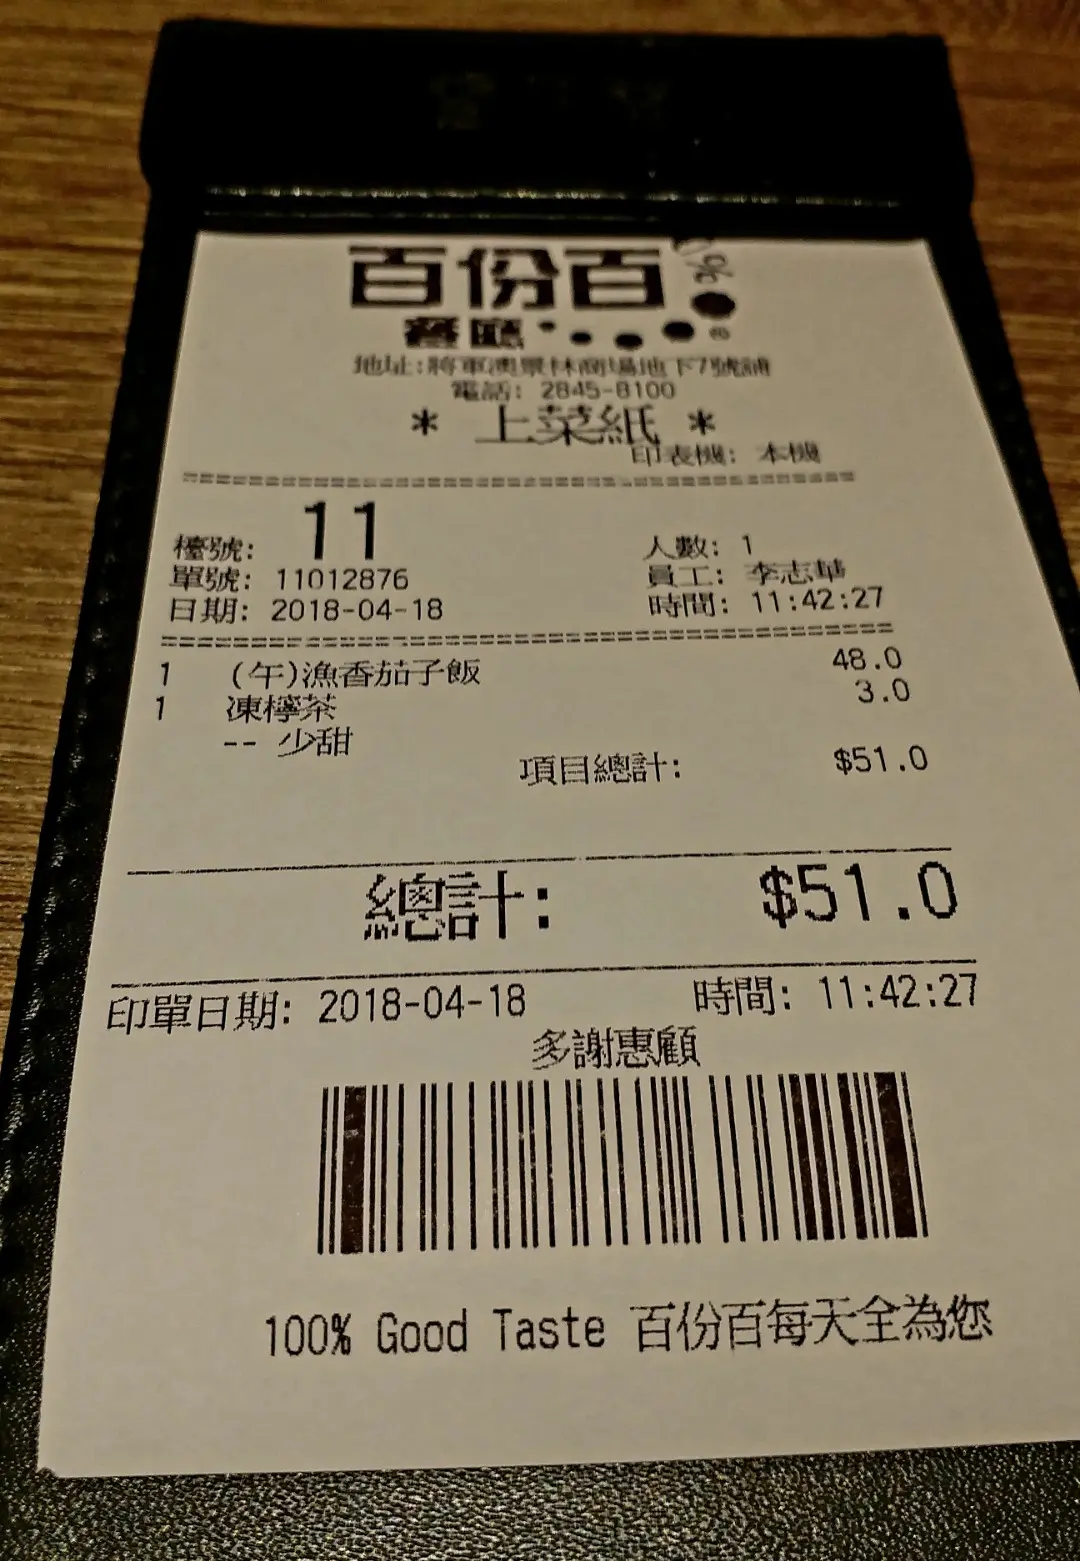 百份百
餐廳
地址:將軍澳景林商場地下7號舖
電話: 2845-8100
* 上菜紙 *
印表機: 本機
檯號: 11 人數: 1
單號: 11012876 員工: 李志華
日期: 2018-04-18 時間: 11:42:27
1 (午)漁香茄子飯 48.0
1 凍檸茶 3.0
-- 少甜
項目總計: $51.0
總計: $51.0
印單日期: 2018-04-18 時間: 11:42:27
多謝惠顧
100% Good Taste 百份百每天全為您